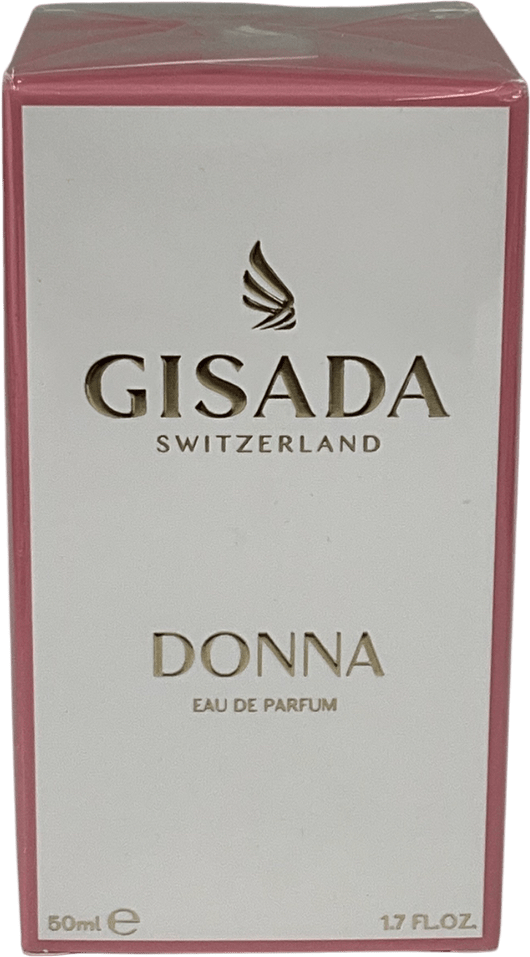 GISADA
SWITZERLAND
DONNA
EAU DE PARFUM
50ml ℮ 1.7 FL.OZ.